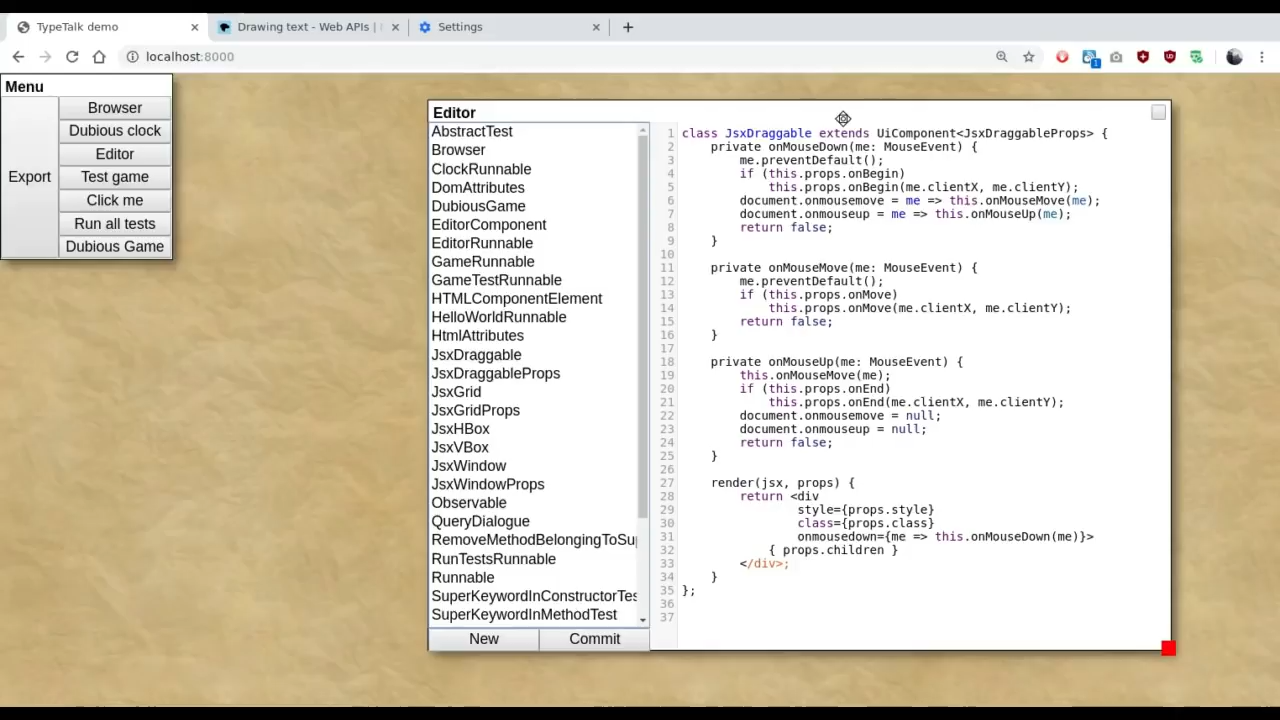 TypeTalk demo
Drawing text - Web APIs |
Settings
localhost:8000
1
Menu
Export
Browser
Dubious clock
Editor
Test game
Click me
Run all tests
Dubious Game
Editor
AbstractTest
Browser
ClockRunnable
DomAttributes
DubiousGame
EditorComponent
EditorRunnable
GameRunnable
GameTestRunnable
HTMLComponentElement
HelloWorldRunnable
HtmlAttributes
JsxDraggable
JsxDraggableProps
JsxGrid
JsxGridProps
JsxHBox
JsxVBox
JsxWindow
JsxWindowProps
Observable
QueryDialogue
RemoveMethodBelongingToSu
RunTestsRunnable
Runnable
SuperKeywordInConstructorTes
SuperKeywordInMethodTest
New
Commit
1 class JsxDraggable extends UiComponent<JsxDraggableProps> {
2     private onMouseDown(me: MouseEvent) {
3         me.preventDefault();
4         if (this.props.onBegin)
5             this.props.onBegin(me.clientX, me.clientY);
6         document.onmousemove = me => this.onMouseMove(me);
7         document.onmouseup = me => this.onMouseUp(me);
8         return false;
9     }
10
11     private onMouseMove(me: MouseEvent) {
12         me.preventDefault();
13         if (this.props.onMove)
14             this.props.onMove(me.clientX, me.clientY);
15         return false;
16     }
17
18     private onMouseUp(me: MouseEvent) {
19         this.onMouseMove(me);
20         if (this.props.onEnd)
21             this.props.onEnd(me.clientX, me.clientY);
22         document.onmousemove = null;
23         document.onmouseup = null;
24         return false;
25     }
26
27     render(jsx, props) {
28         return <div
29                 style={props.style}
30                 class={props.class}
31                 onmousedown={me => this.onMouseDown(me)}>
32             { props.children }
33         </div>;
34     }
35 };
36
37